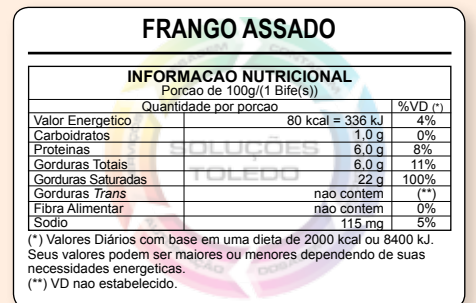 FRANGO ASSADO
INFORMACAO NUTRICIONAL
Porcao de 100g/(1 Bife(s))
Quantidade por porcao %VD (*)
Valor Energetico 80 kcal = 336 kJ 4%
Carboidratos 1,0 g 0%
Proteinas 6,0 g 8%
Gorduras Totais 6,0 g 11%
Gorduras Saturadas 22 g 100%
Gorduras Trans nao contem (**)
Fibra Alimentar nao contem 0%
Sodio 115 mg 5%
(*) Valores Diários com base em uma dieta de 2000 kcal ou 8400 kJ.
Seus valores podem ser maiores ou menores dependendo de suas
necessidades energeticas.
(**) VD nao estabelecido.
SOLUÇÕES
TOLEDO